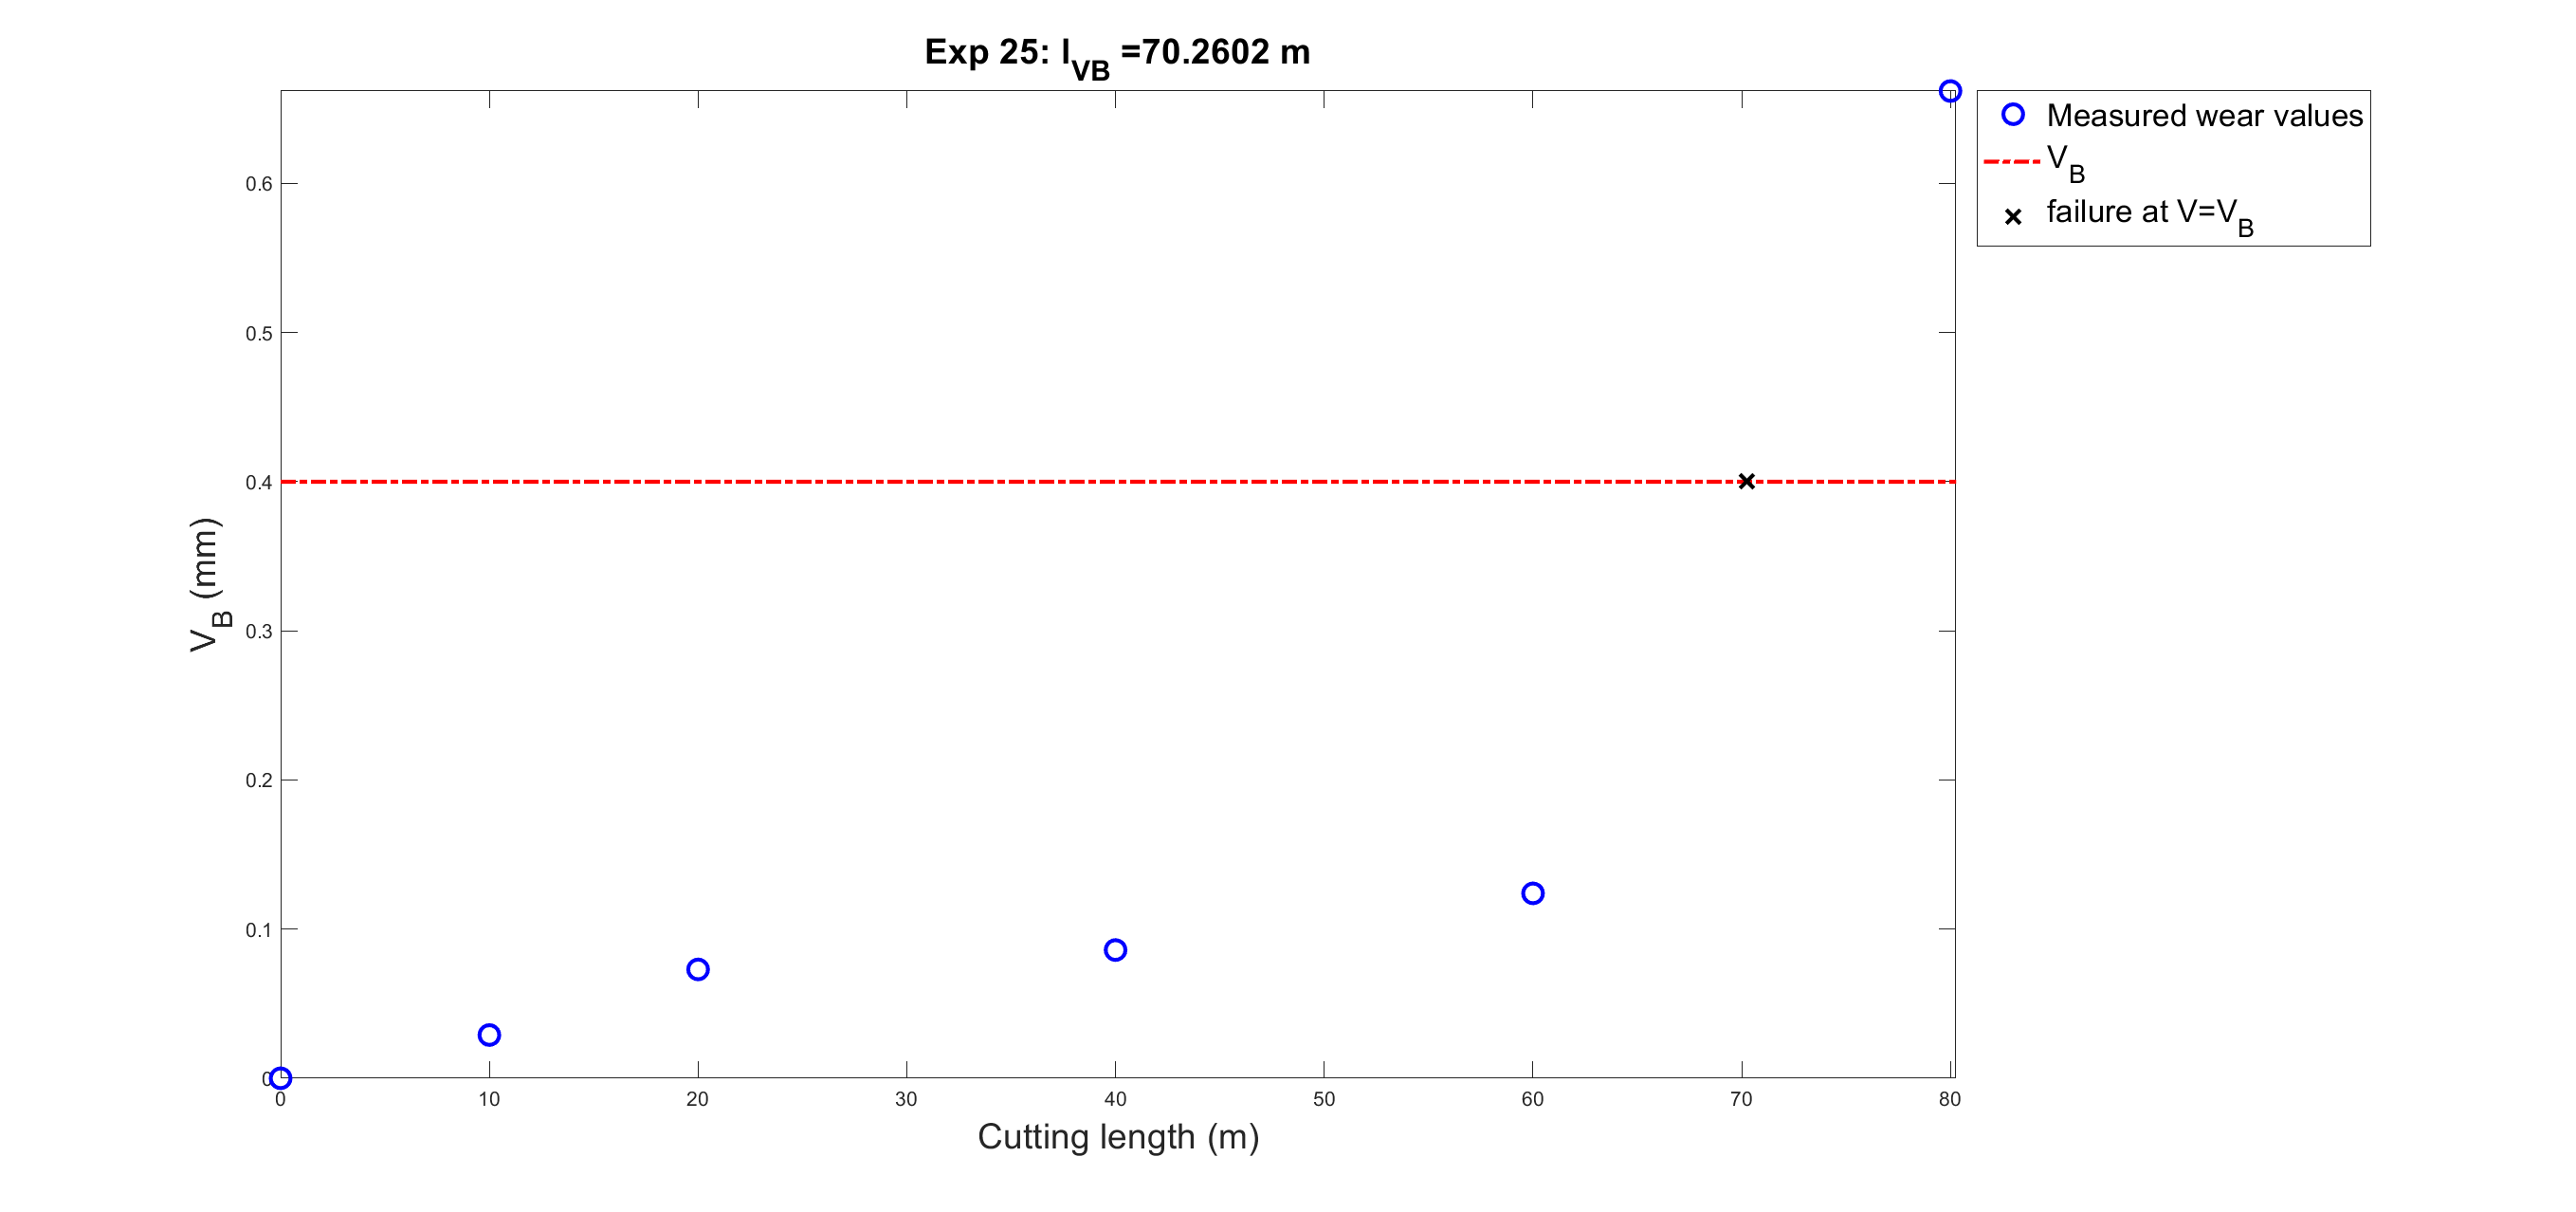 Exp 25: l_VB =70.2602 m
Measured wear values
V_B
failure at V=V_B
V_B (mm)
0.6
0.5
0.4
0.3
0.2
0.1
0
0 10 20 30 40 50 60 70 80
Cutting length (m)